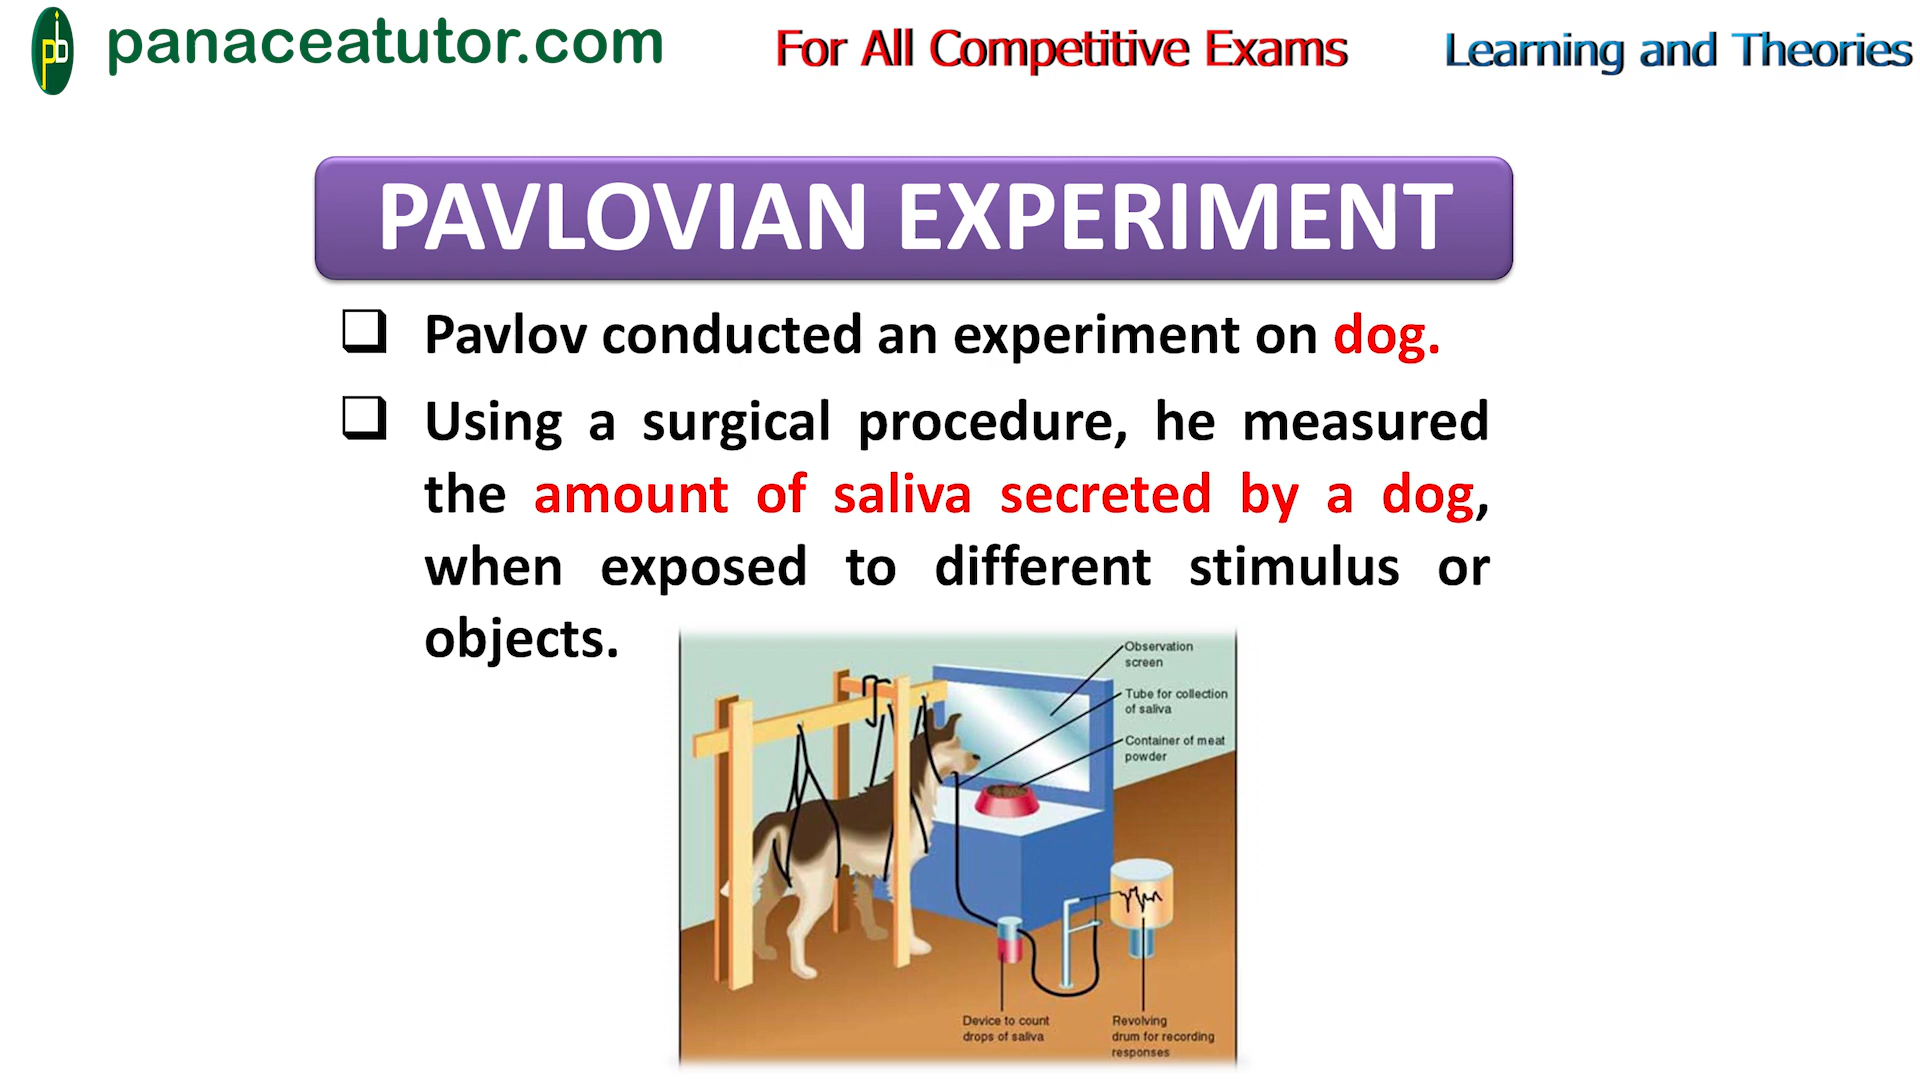 pb
panaceatutor.com
For All Competitive Exams
Learning and Theories
PAVLOVIAN EXPERIMENT
Pavlov conducted an experiment on dog.
Using a surgical procedure, he measured
the amount of saliva secreted by a dog,
when exposed to different stimulus or
objects.
Observation
screen
Tube for collection
of saliva
Container of meat
powder
Device to count
drops of saliva
Revolving
drum for recording
responses